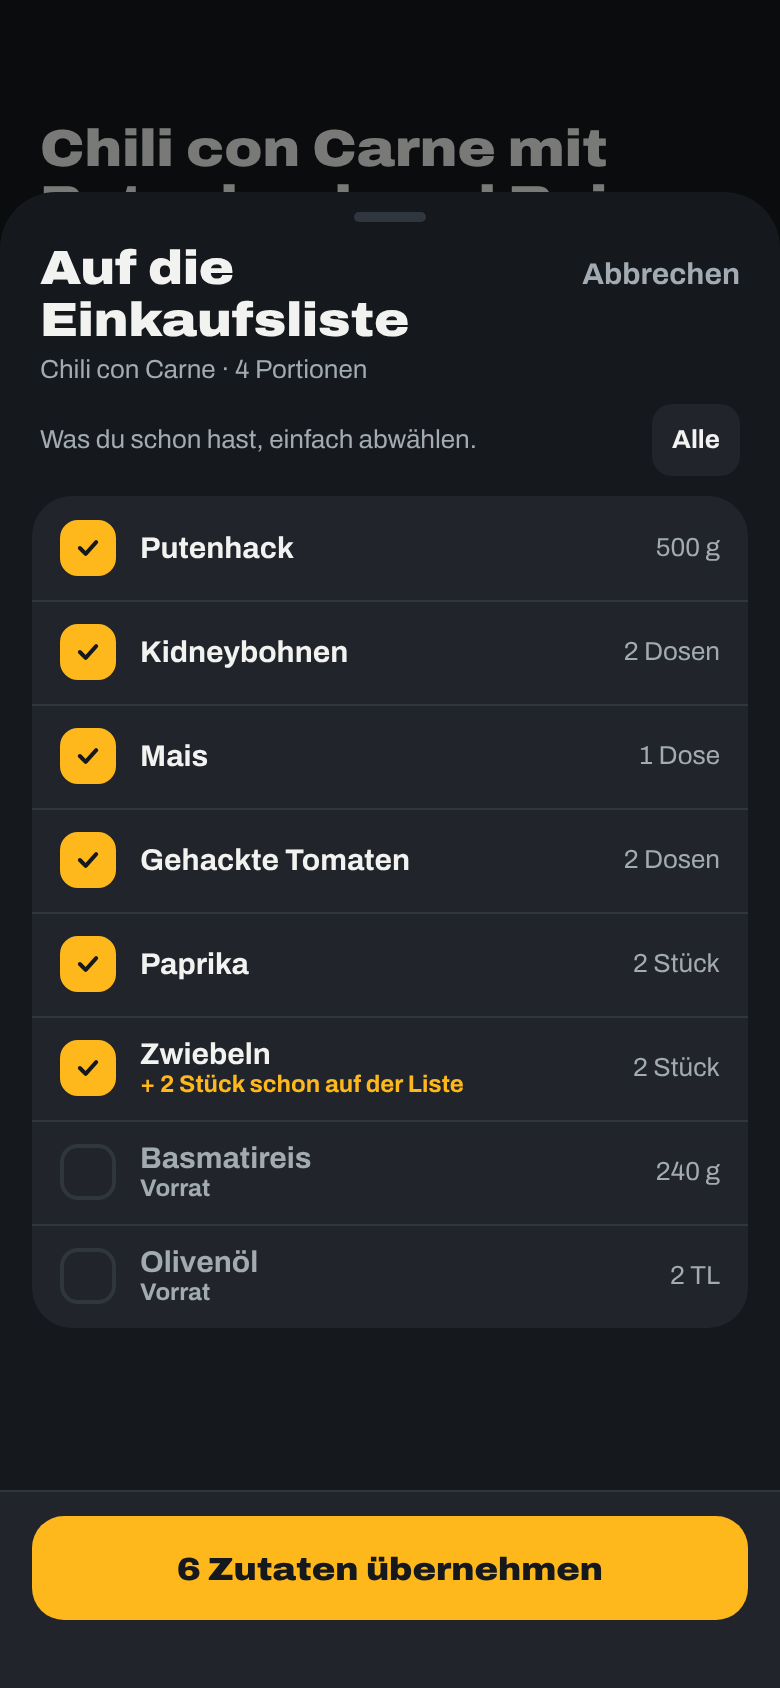 Chili con Carne mit
Auf die
Einkaufsliste
Abbrechen
Chili con Carne · 4 Portionen
Was du schon hast, einfach abwählen.
Alle
Putenhack
500 g
Kidneybohnen
2 Dosen
Mais
1 Dose
Gehackte Tomaten
2 Dosen
Paprika
2 Stück
Zwiebeln
+ 2 Stück schon auf der Liste
2 Stück
Basmatireis
Vorrat
240 g
Olivenöl
Vorrat
2 TL
6 Zutaten übernehmen